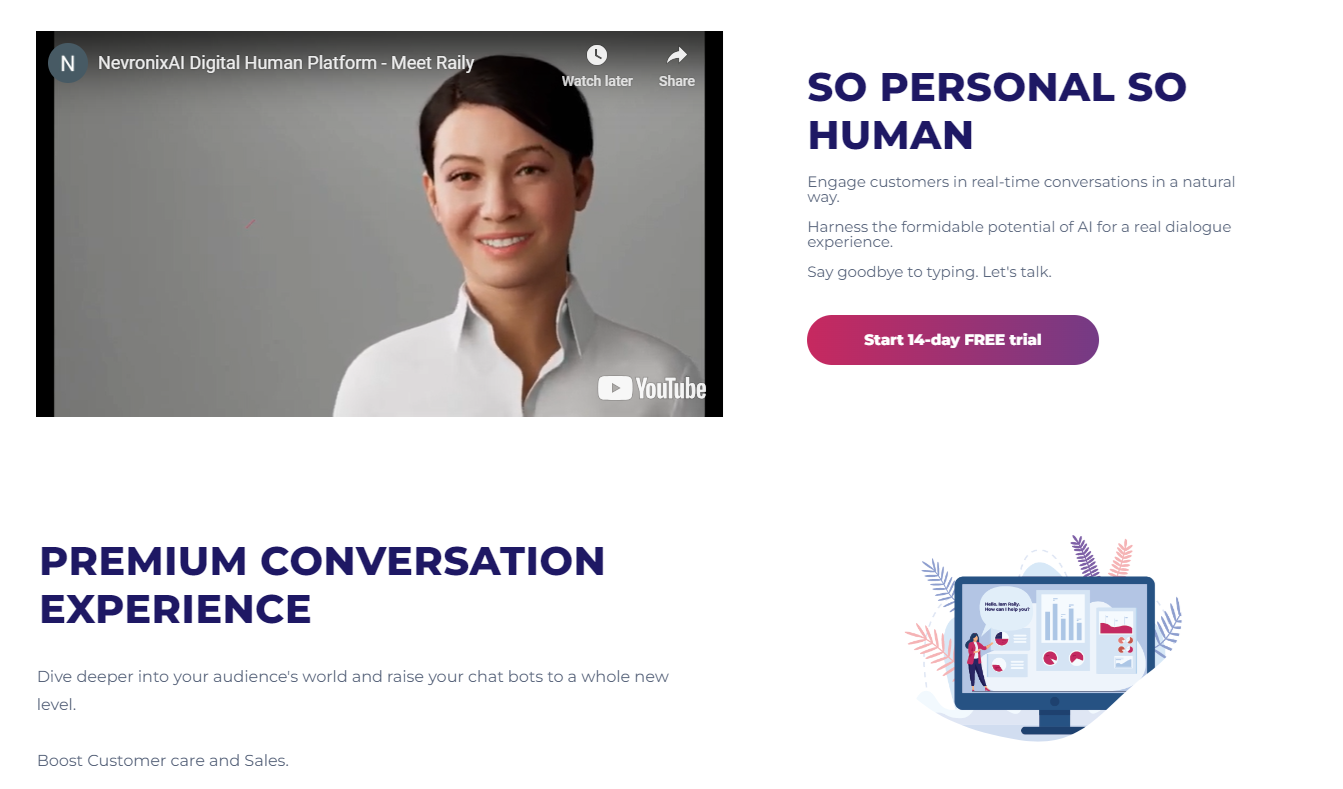 N
NevronixAI Digital Human Platform - Meet Raily
Watch later
Share
YouTube
SO PERSONAL SO
HUMAN
Engage customers in real-time conversations in a natural
way.
Harness the formidable potential of AI for a real dialogue
experience.
Say goodbye to typing. Let's talk.
Start 14-day FREE trial
PREMIUM CONVERSATION
EXPERIENCE
Dive deeper into your audience's world and raise your chat bots to a whole new
level.
Boost Customer care and Sales.
Hello, Iam Raily.
How can I help you?